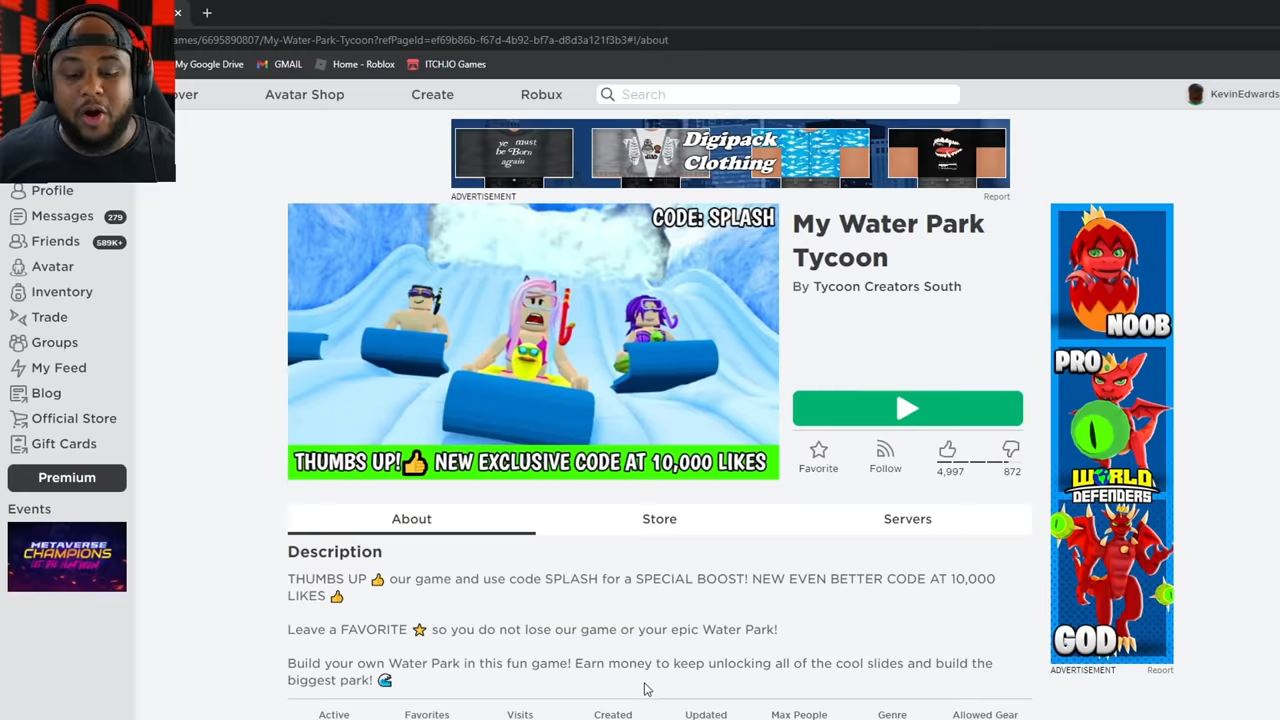 ames/6695890807/My-Water-Park-Tycoon?refPageId=ef69b86b-f67d-4b92-bf7a-d8d3a121f3b3#!/about
My Google Drive GMAIL Home - Roblox ITCH.IO Games
over Avatar Shop Create Robux Search KevinEdwards
ye must
be Born
again
Digipack
Clothing
ADVERTISEMENT Report
Profile
Messages 279
Friends 589K+
Avatar
Inventory
Trade
Groups
My Feed
Blog
Official Store
Gift Cards
Premium
Events
METAVERSE
CHAMPIONS
CODE: SPLASH
THUMBS UP!👍 NEW EXCLUSIVE CODE AT 10,000 LIKES
My Water Park
Tycoon
By Tycoon Creators South
Favorite Follow 4,997 872
About Store Servers
Description
THUMBS UP 👍 our game and use code SPLASH for a SPECIAL BOOST! NEW EVEN BETTER CODE AT 10,000
LIKES 👍
Leave a FAVORITE ⭐ so you do not lose our game or your epic Water Park!
Build your own Water Park in this fun game! Earn money to keep unlocking all of the cool slides and build the
biggest park! 🌊
Active Favorites Visits Created Updated Max People Genre Allowed Gear
NOOB
PRO
WORLD
DEFENDERS
GOD
ADVERTISEMENT Report